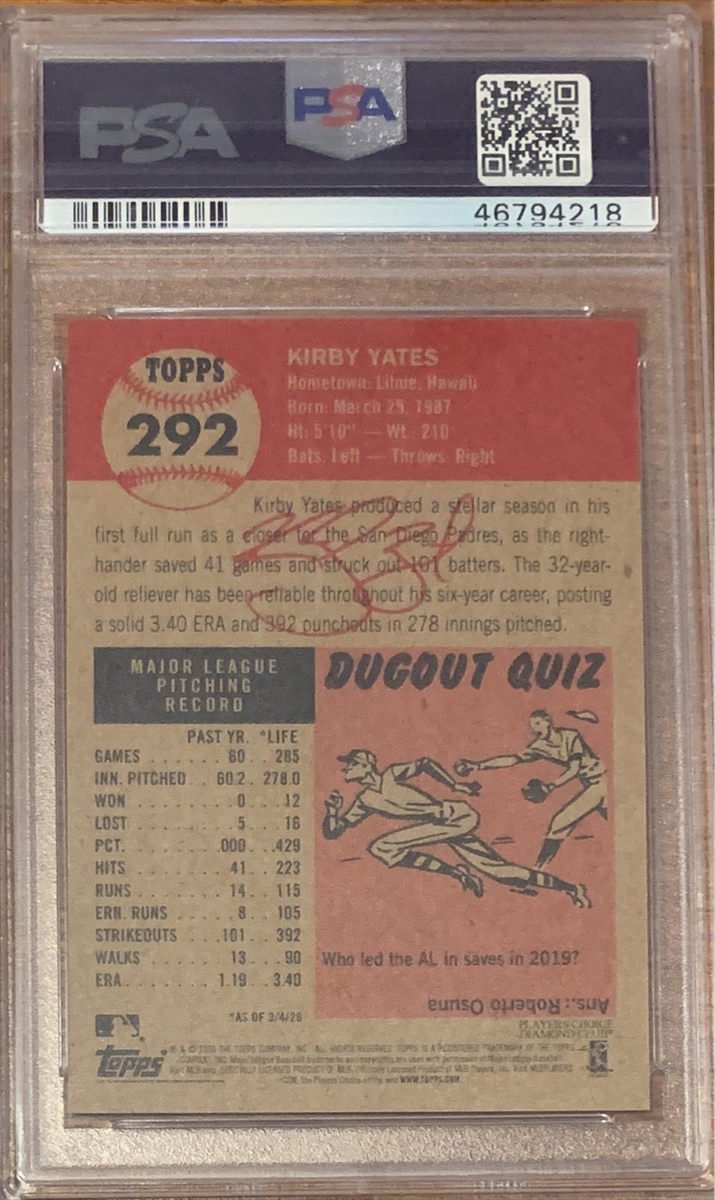 PSA PSA
46794218
TOPPS
292
KIRBY YATES
Hometown: Lihue, Hawaii
Born: March 25, 1987
Ht: 5'10" — Wt.: 210
Bats: Left — Throws: Right
Kirby Yates produced a stellar season in his
first full run as a closer for the San Diego Padres, as the right-
hander saved 41 games and struck out 101 batters. The 32-year-
old reliever has been reliable throughout his six-year career, posting
a solid 3.40 ERA and 392 punchouts in 278 innings pitched.
MAJOR LEAGUE
PITCHING
RECORD
PAST YR. *LIFE
GAMES . . . . . . . 60 . . 285
INN. PITCHED . . 60.2 . 278.0
WON . . . . . . . . . 0 . . . 12
LOST . . . . . . . . . 5 . . . 16
PCT. . . . . . . . . .000 . .429
HITS . . . . . . . . 41 . . 223
RUNS . . . . . . . . 14 . . 115
ERN. RUNS . . . . . 8 . . 105
STRIKEOUTS . . .101 . . 392
WALKS . . . . . . . 13 . . . 90
ERA . . . . . . . . 1.19 . . 3.40
*AS OF 3/4/20
DUGOUT QUIZ
Who led the AL in saves in 2019?
Ans.: Roberto Osuna
PLAYERS CHOICE
topps
WWW.TOPPS.COM